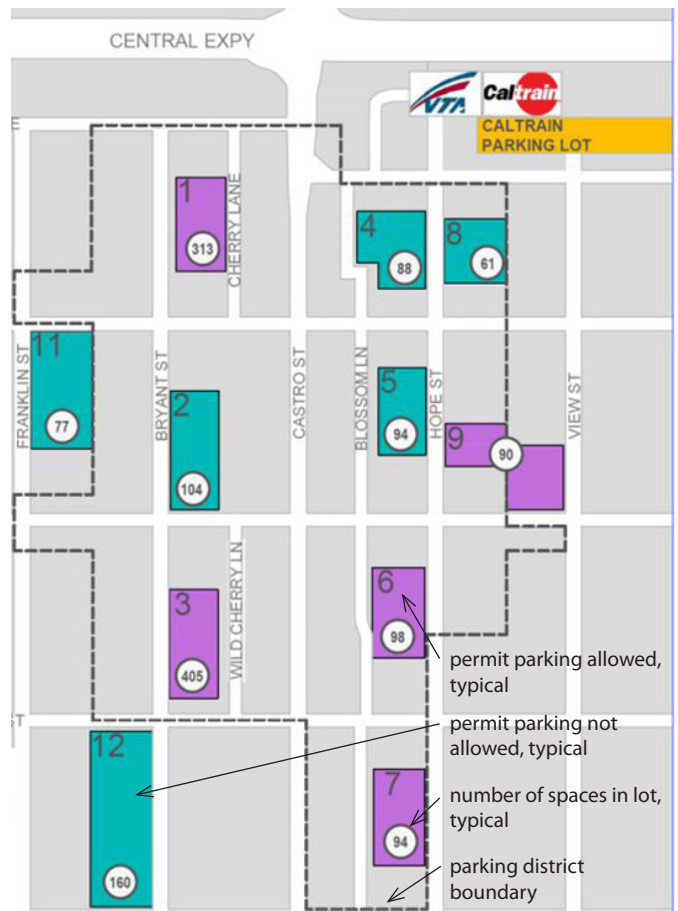 CENTRAL EXPY
VTA
Caltrain
CALTRAIN
PARKING LOT
E
1
313
CHERRY LANE
4
88
8
61
11
77
FRANKLIN ST
BRYANT ST
2
104
CASTRO ST
BLOSSOM LN
5
94
HOPE ST
9
90
VIEW ST
3
405
WILD CHERRY LN
6
98
permit parking allowed,
typical
ST
permit parking not
allowed, typical
12
160
7
94
number of spaces in lot,
typical
parking district
boundary